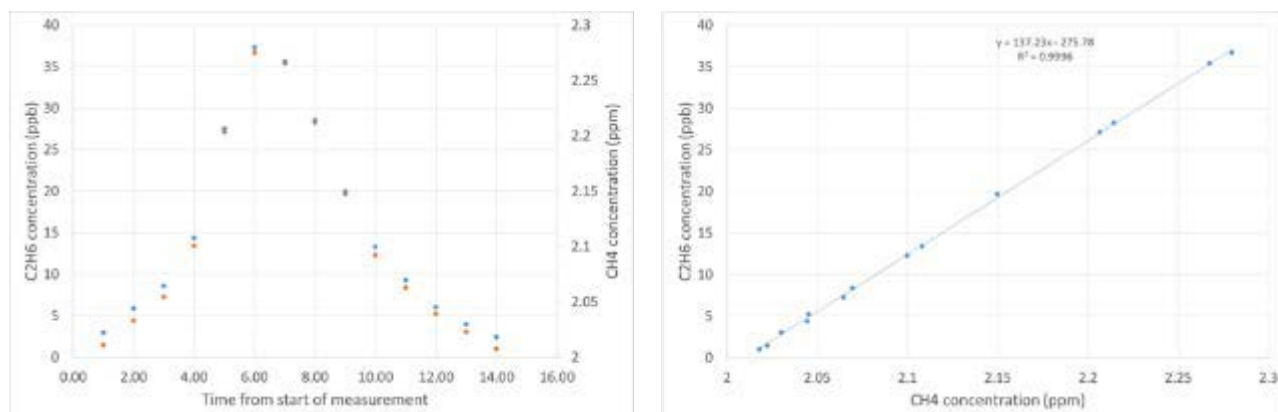 40
35
30
25
20
15
10
5
0
C2H6 concentration (ppb)
2.3
2.25
2.2
2.15
2.1
2.05
2
CH4 concentration (ppm)
0.00 2.00 4.00 6.00 8.00 10.00 12.00 14.00 16.00
Time from start of measurement
40
35
30
25
20
15
10
5
0
C2H6 concentration (ppb)
y = 137.23x - 275.78
R² = 0.9996
2 2.05 2.1 2.15 2.2 2.25 2.3
CH4 concentration (ppm)